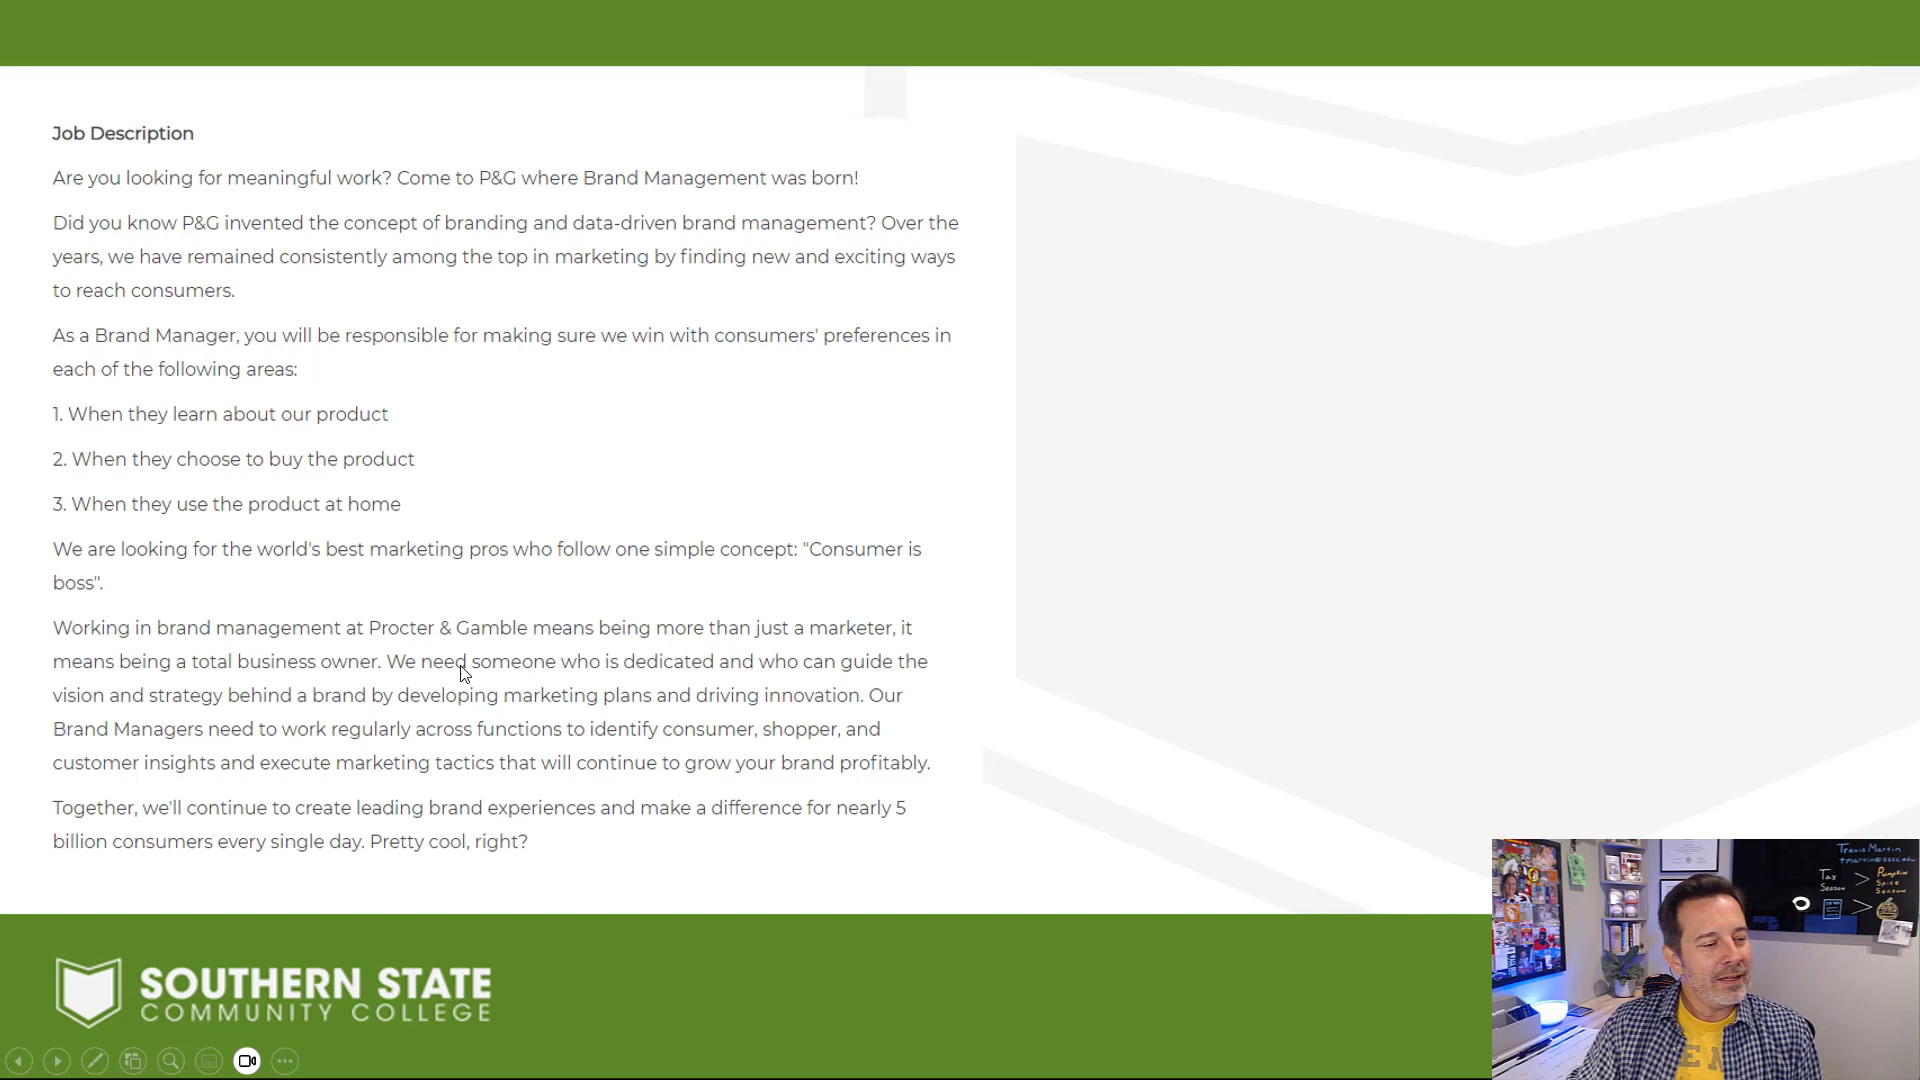 Job Description
Are you looking for meaningful work? Come to P&G where Brand Management was born!
Did you know P&G invented the concept of branding and data-driven brand management? Over the
years, we have remained consistently among the top in marketing by finding new and exciting ways
to reach consumers.
As a Brand Manager, you will be responsible for making sure we win with consumers' preferences in
each of the following areas:
1. When they learn about our product
2. When they choose to buy the product
3. When they use the product at home
We are looking for the world's best marketing pros who follow one simple concept: "Consumer is
boss".
Working in brand management at Procter & Gamble means being more than just a marketer, it
means being a total business owner. We need someone who is dedicated and who can guide the
vision and strategy behind a brand by developing marketing plans and driving innovation. Our
Brand Managers need to work regularly across functions to identify consumer, shopper, and
customer insights and execute marketing tactics that will continue to grow your brand profitably.
Together, we'll continue to create leading brand experiences and make a difference for nearly 5
billion consumers every single day. Pretty cool, right?
SOUTHERN STATE
COMMUNITY COLLEGE
Travis Martin
tmartin@sscc.edu
Tax
Season
>
Pumpkin
Spice
Season
>